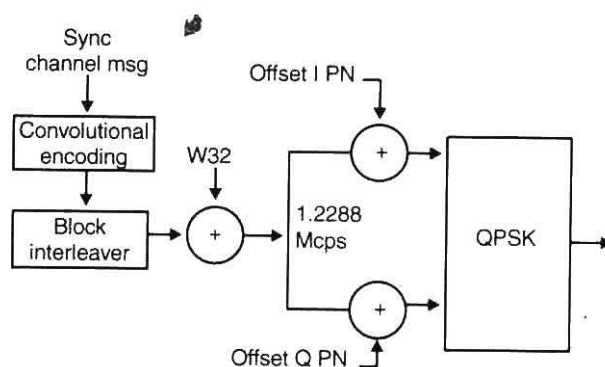 Sync
channel msg
Convolutional
encoding
Block
interleaver
W32
+
Offset I PN
+
1.2288
Mcps
+
Offset Q PN
QPSK